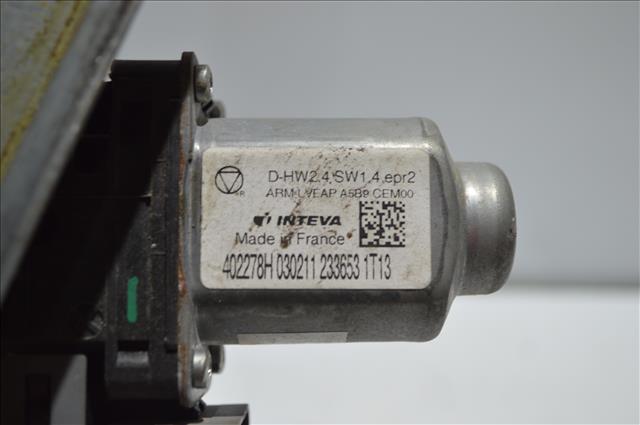 D-HW2.4,SW1.4,epr2
ARM-LVEAP A5B9 CEM00
INTEVA
Made in France
402278H 030211 233653 1T13